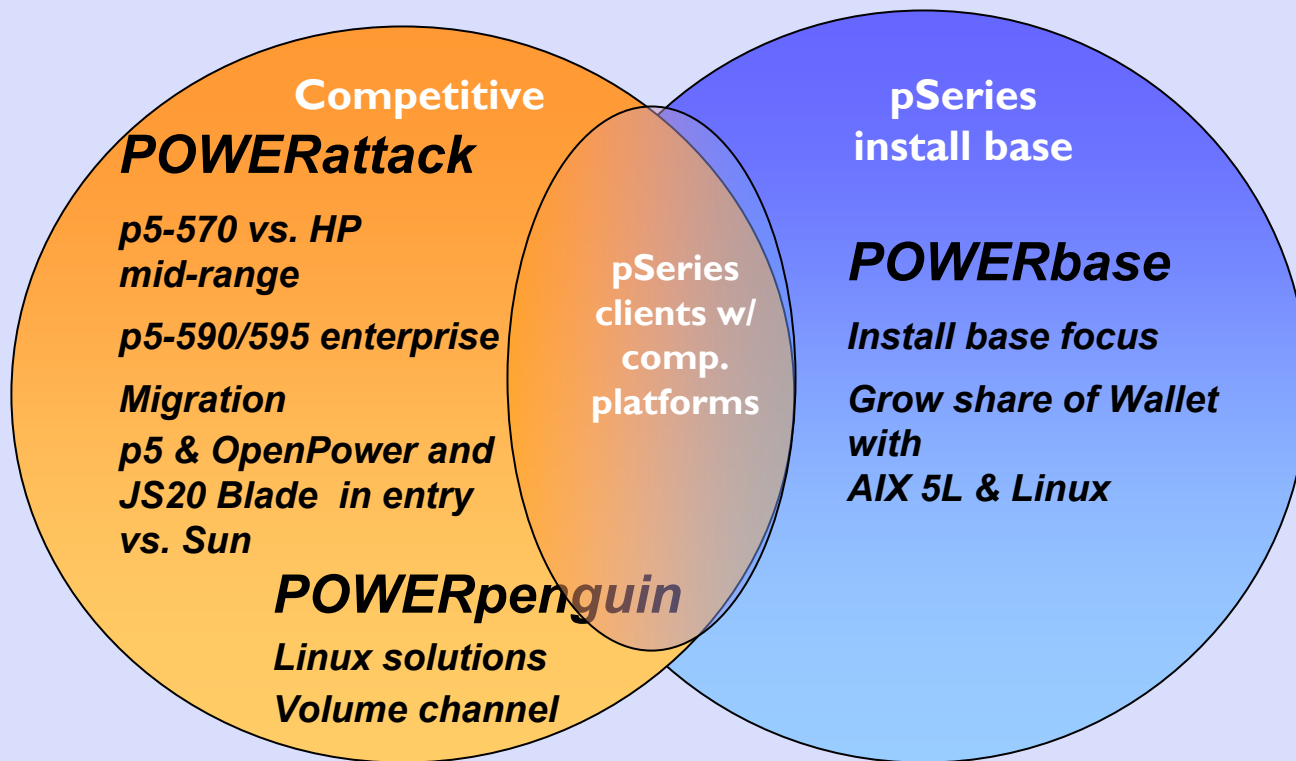 Competitive
POWERattack
p5-570 vs. HP
mid-range
p5-590/595 enterprise
Migration
p5 & OpenPower and
JS20 Blade in entry
vs. Sun
POWERpenguin
Linux solutions
Volume channel
pSeries
clients w/
comp.
platforms
pSeries
install base
POWERbase
Install base focus
Grow share of Wallet
with
AIX 5L & Linux